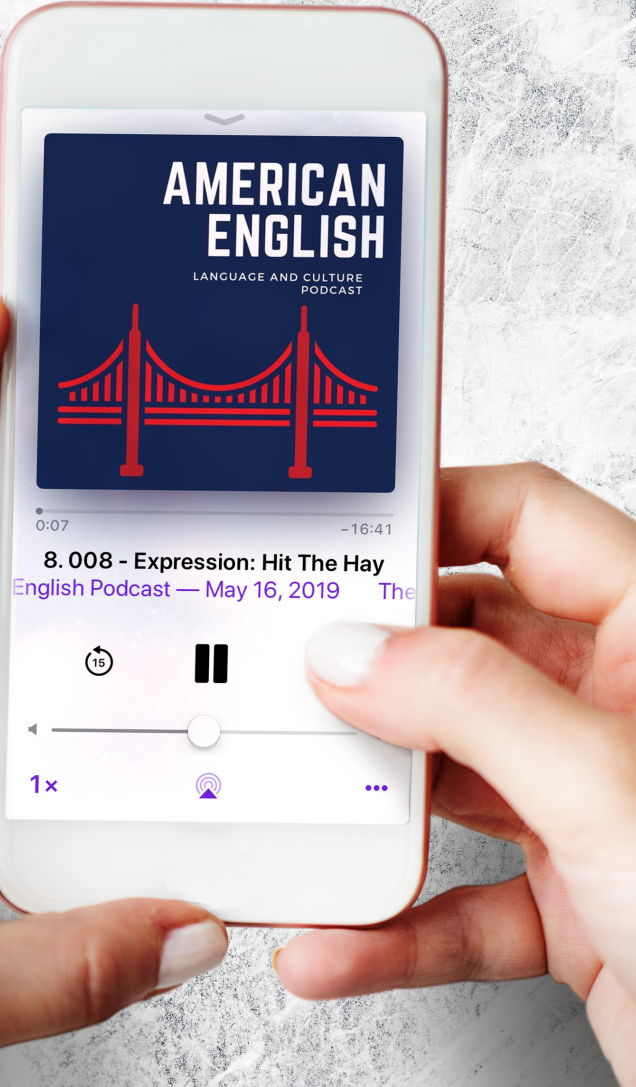 AMERICAN
ENGLISH
LANGUAGE AND CULTURE
PODCAST
0:07 −16:41
8. 008 - Expression: Hit The Hay
English Podcast — May 16, 2019 The
15
1×